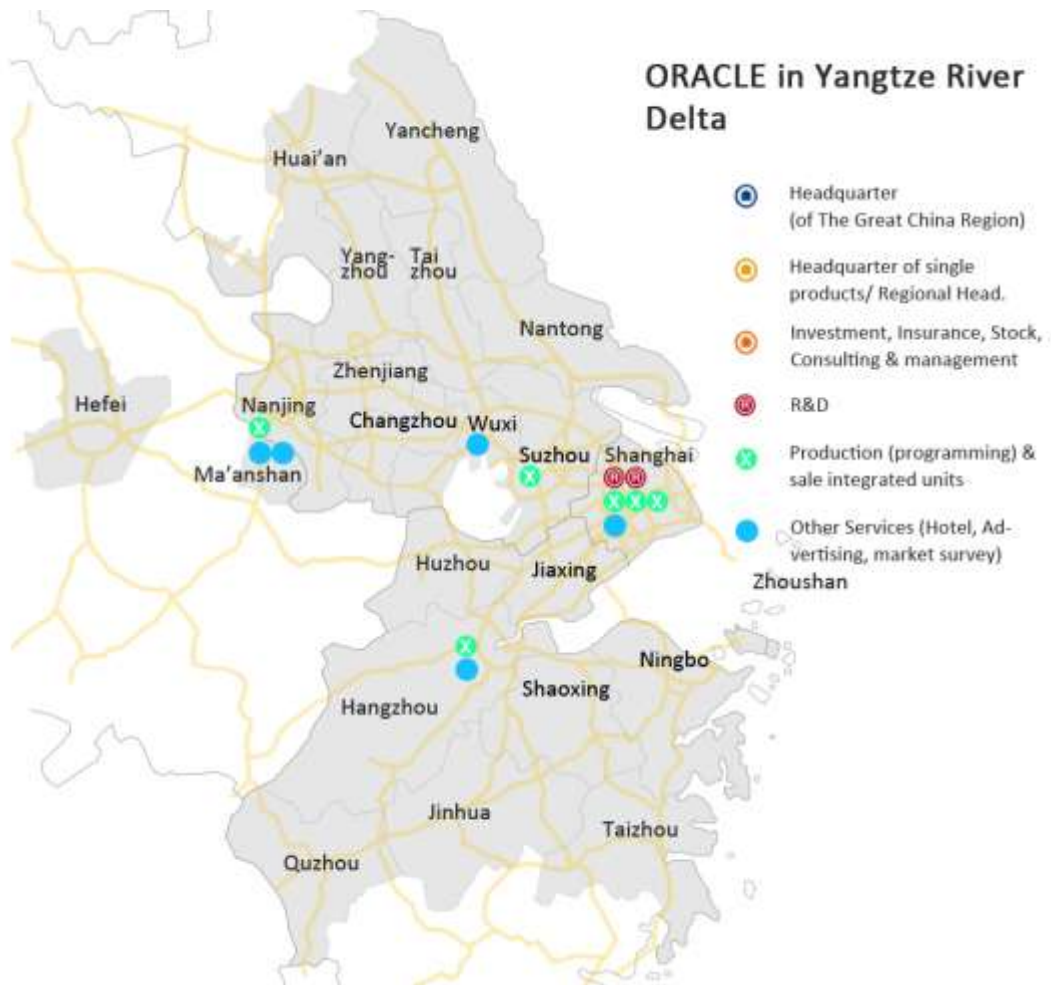 ORACLE in Yangtze River
Delta
Headquarter
(of The Great China Region)
Headquarter of single
products/ Regional Head.
Investment, Insurance, Stock,
Consulting & management
R&D
Production (programming) &
sale integrated units
Other Services (Hotel, Ad-
vertising, market survey)
Yancheng
Huai'an
Yang-
zhou
Tai
zhou
Nantong
Zhenjiang
Hefei
Nanjing
Changzhou
Wuxi
Suzhou
Shanghai
Ma'anshan
Huzhou
Jiaxing
Zhoushan
Ningbo
Shaoxing
Hangzhou
Jinhua
Taizhou
Quzhou